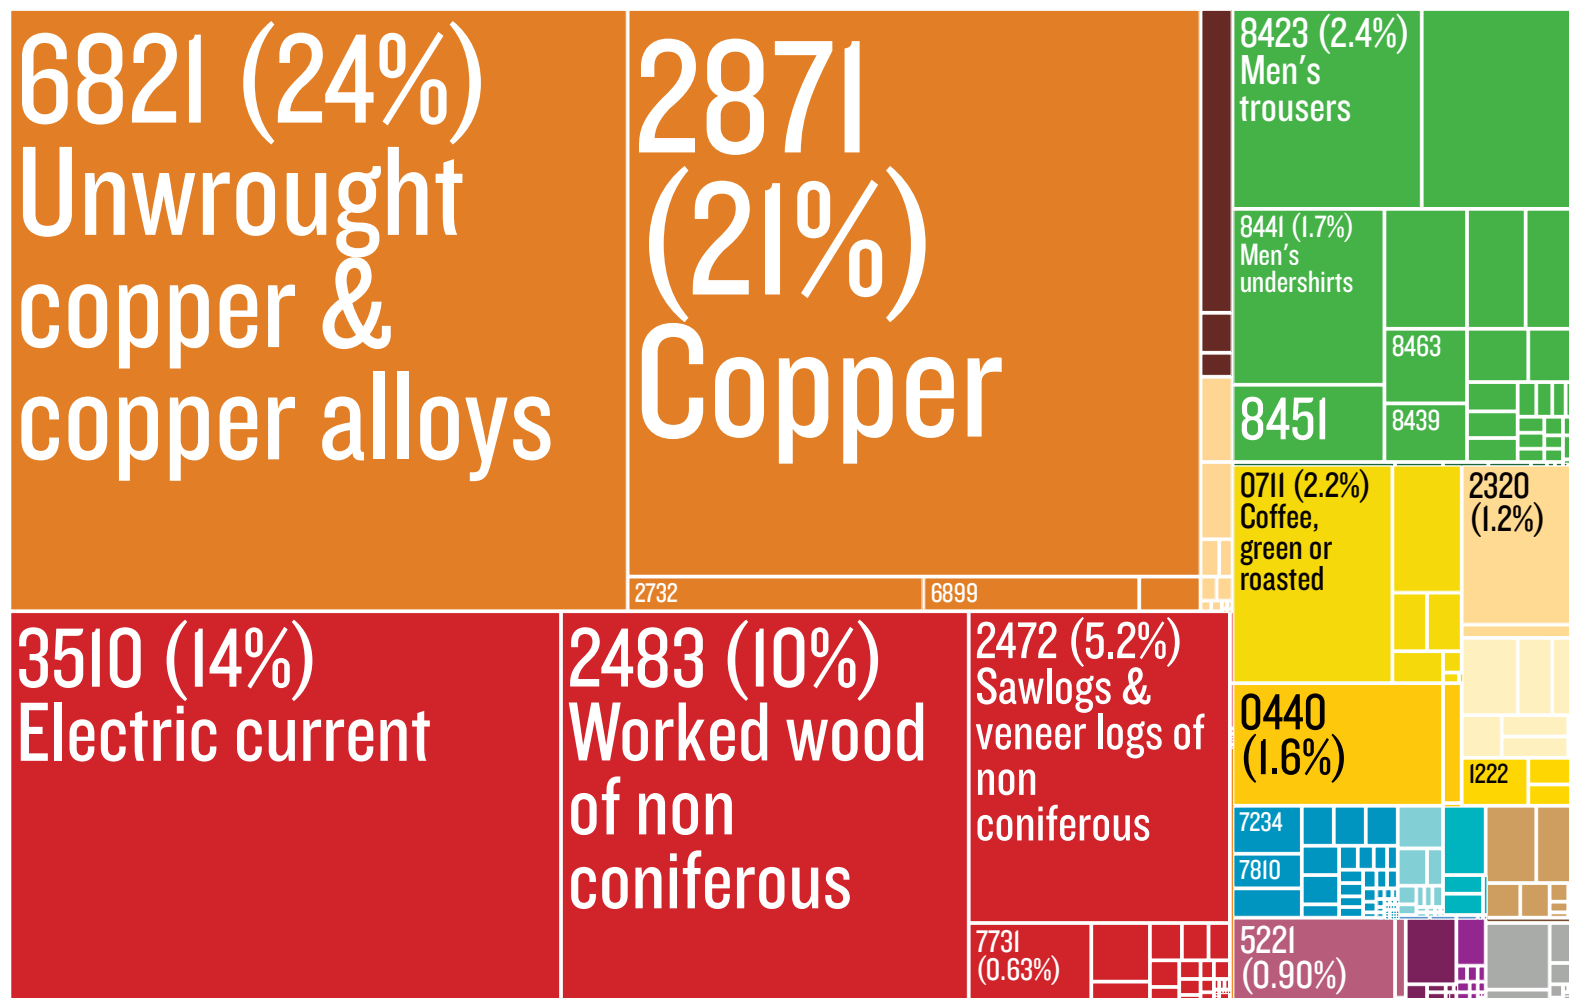 6821 (24%)
Unwrought
copper &
copper alloys
2871
(21%)
Copper
2732
6899
3510 (14%)
Electric current
2483 (10%)
Worked wood
of non
coniferous
2472 (5.2%)
Sawlogs &
veneer logs of
non
coniferous
7731
(0.63%)
8423 (2.4%)
Men's
trousers
8441 (1.7%)
Men's
undershirts
8463
8451
8439
0711 (2.2%)
Coffee,
green or
roasted
2320
(1.2%)
0440
(1.6%)
1222
7234
7810
5221
(0.90%)